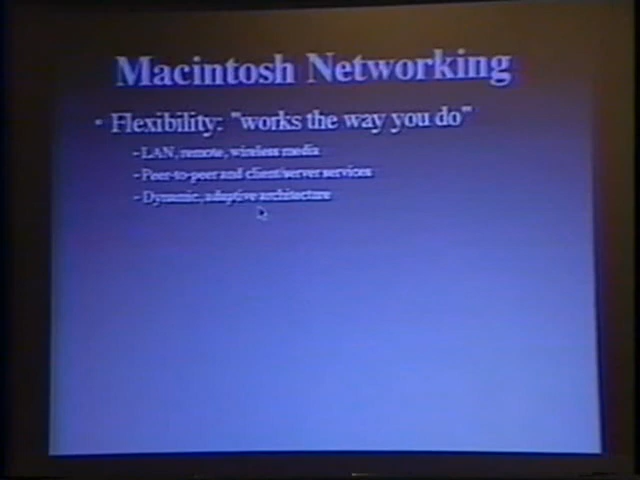 Macintosh Networking
• Flexibility: "works the way you do"
- LAN, remote, wireless media
- Peer-to-peer and client/server services
- Dynamic, adaptive architecture